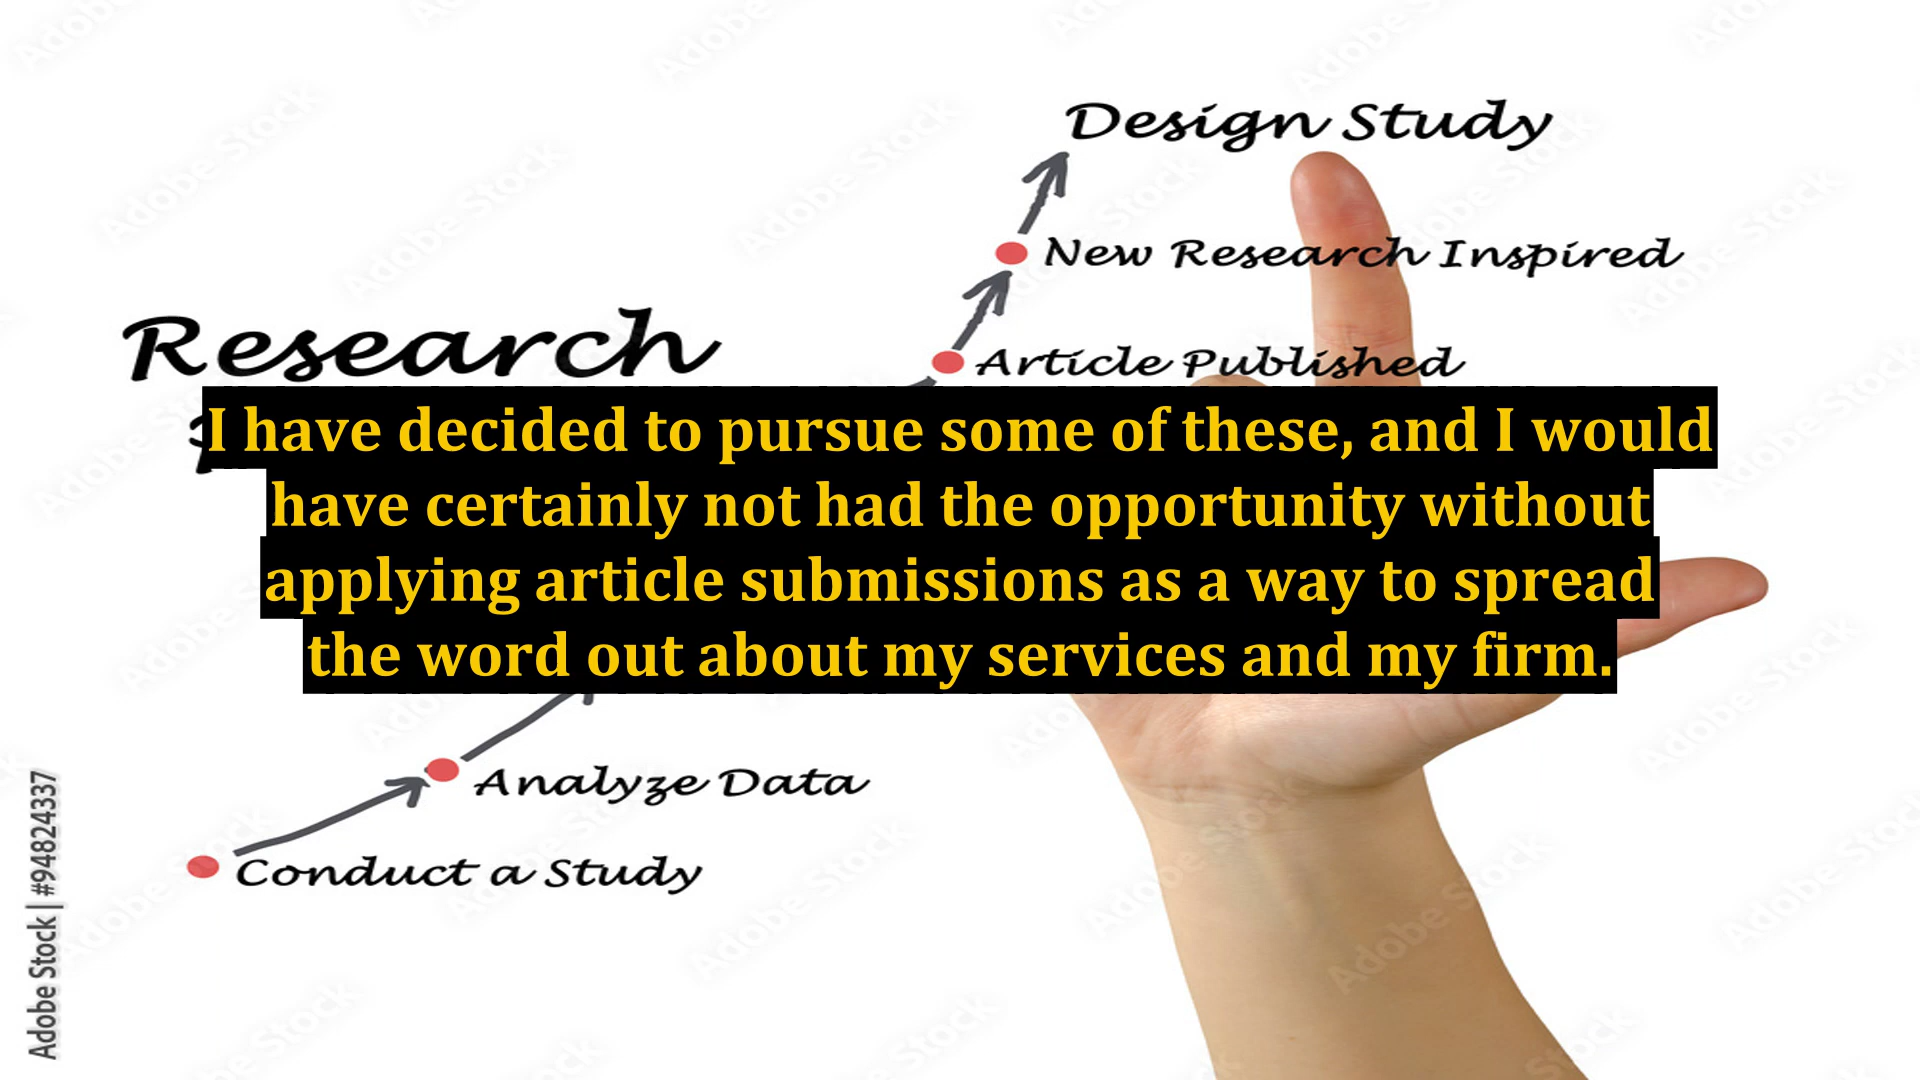 Design Study
New Research Inspired
Research
Article Published
I have decided to pursue some of these, and I would
have certainly not had the opportunity without
applying article submissions as a way to spread
the word out about my services and my firm.
Analyze Data
Conduct a Study
Adobe Stock | #94824337